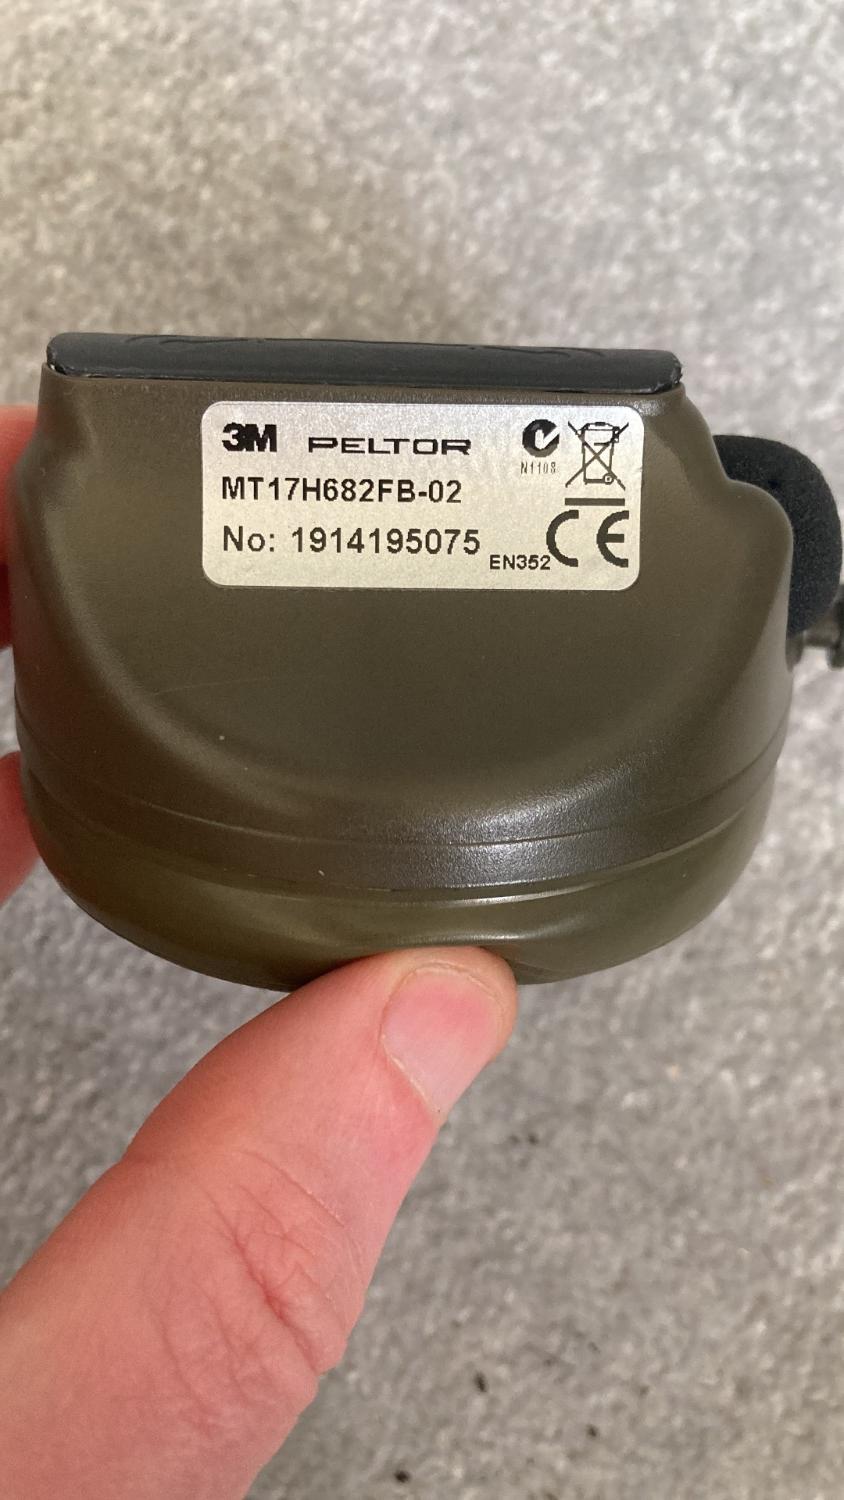 3M PELTOR
N1108
MT17H682FB-02
No: 1914195075
EN352 CE